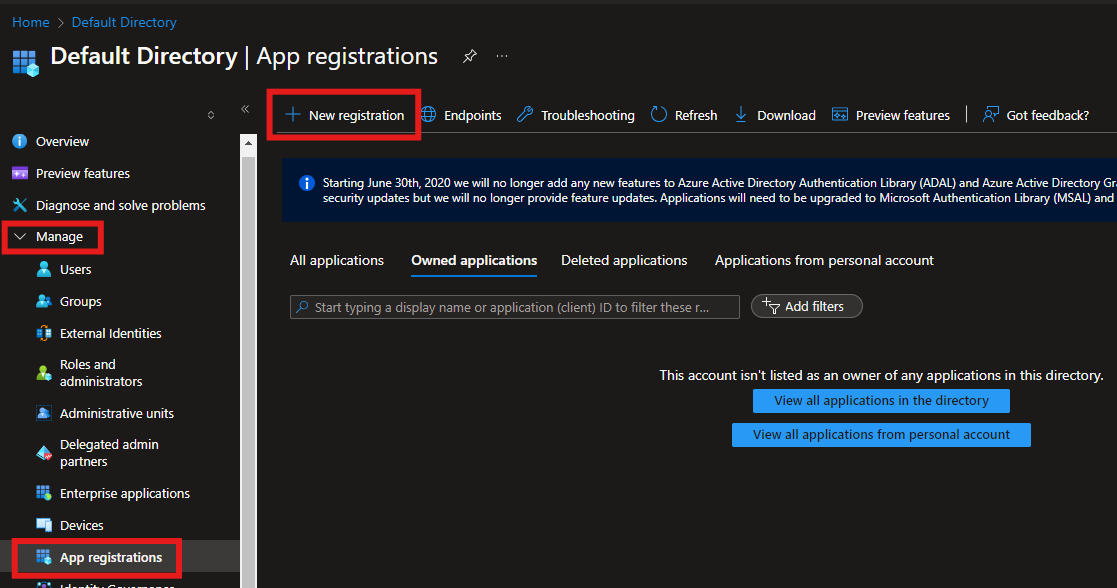 Home > Default Directory
Default Directory | App registrations
...
«
Overview
Preview features
Diagnose and solve problems
Manage
Users
Groups
External Identities
Roles and
administrators
Administrative units
Delegated admin
partners
Enterprise applications
Devices
App registrations
Identity Governance
New registration
Endpoints
Troubleshooting
Refresh
Download
Preview features
Got feedback?
Starting June 30th, 2020 we will no longer add any new features to Azure Active Directory Authentication Library (ADAL) and Azure Active Directory Gra
security updates but we will no longer provide feature updates. Applications will need to be upgraded to Microsoft Authentication Library (MSAL) and
All applications
Owned applications
Deleted applications
Applications from personal account
Start typing a display name or application (client) ID to filter these r...
Add filters
This account isn't listed as an owner of any applications in this directory.
View all applications in the directory
View all applications from personal account